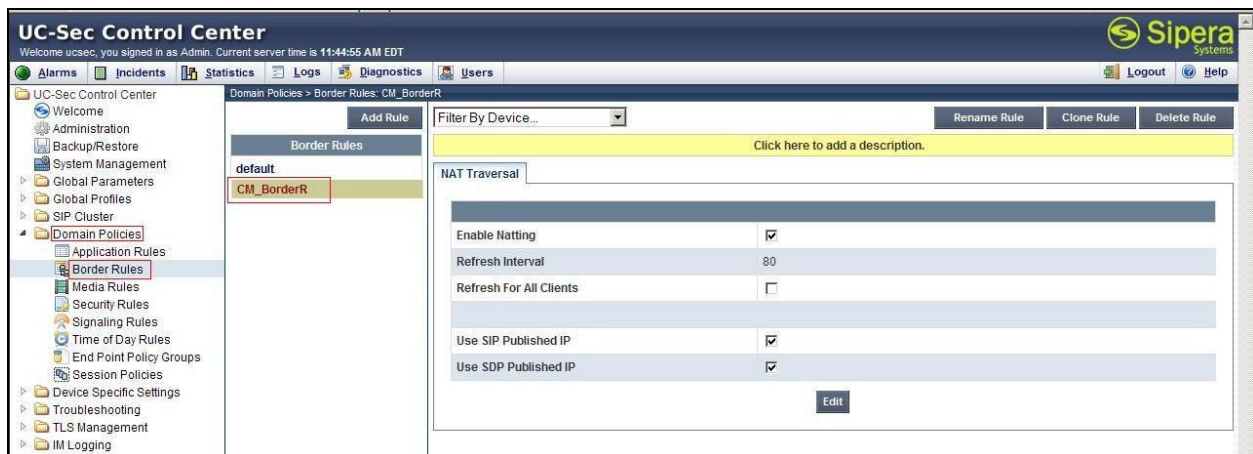 UC-Sec Control Center
Welcome ucsec, you signed in as Admin. Current server time is 11:44:55 AM EDT
Sipera
Systems
Alarms Incidents Statistics Logs Diagnostics Users Logout Help
UC-Sec Control Center
Welcome
Administration
Backup/Restore
System Management
Global Parameters
Global Profiles
SIP Cluster
Domain Policies
Application Rules
Border Rules
Media Rules
Security Rules
Signaling Rules
Time of Day Rules
End Point Policy Groups
Session Policies
Device Specific Settings
Troubleshooting
TLS Management
IM Logging
Domain Policies > Border Rules: CM_BorderR
Add Rule
Border Rules
default
CM_BorderR
Filter By Device...
Rename Rule Clone Rule Delete Rule
Click here to add a description.
NAT Traversal
Enable Natting
Refresh Interval 80
Refresh For All Clients
Use SIP Published IP
Use SDP Published IP
Edit